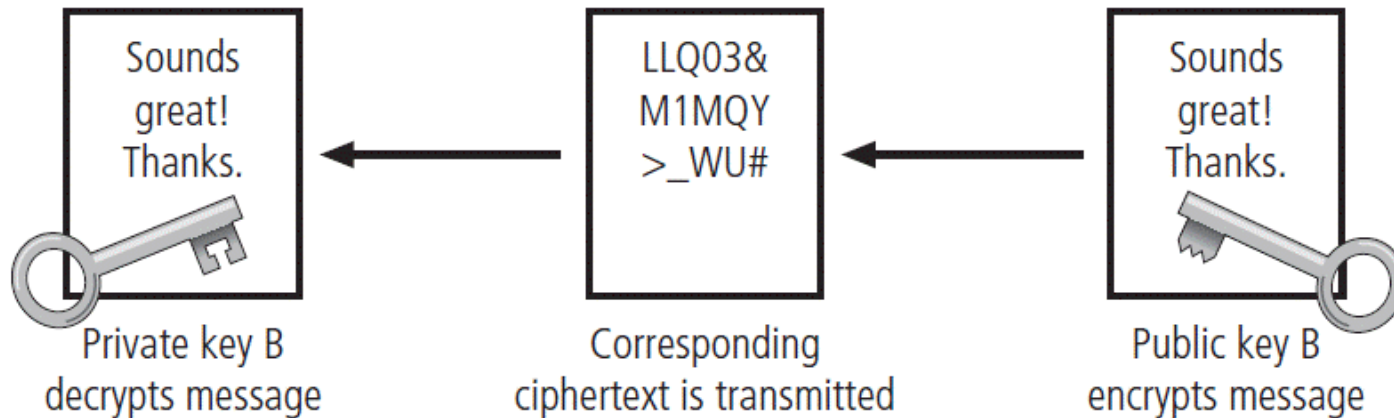 Sounds
great!
Thanks.
Private key B
decrypts message
LLQ03&
M1MQY
>_WU#
Corresponding
ciphertext is transmitted
Sounds
great!
Thanks.
Public key B
encrypts message